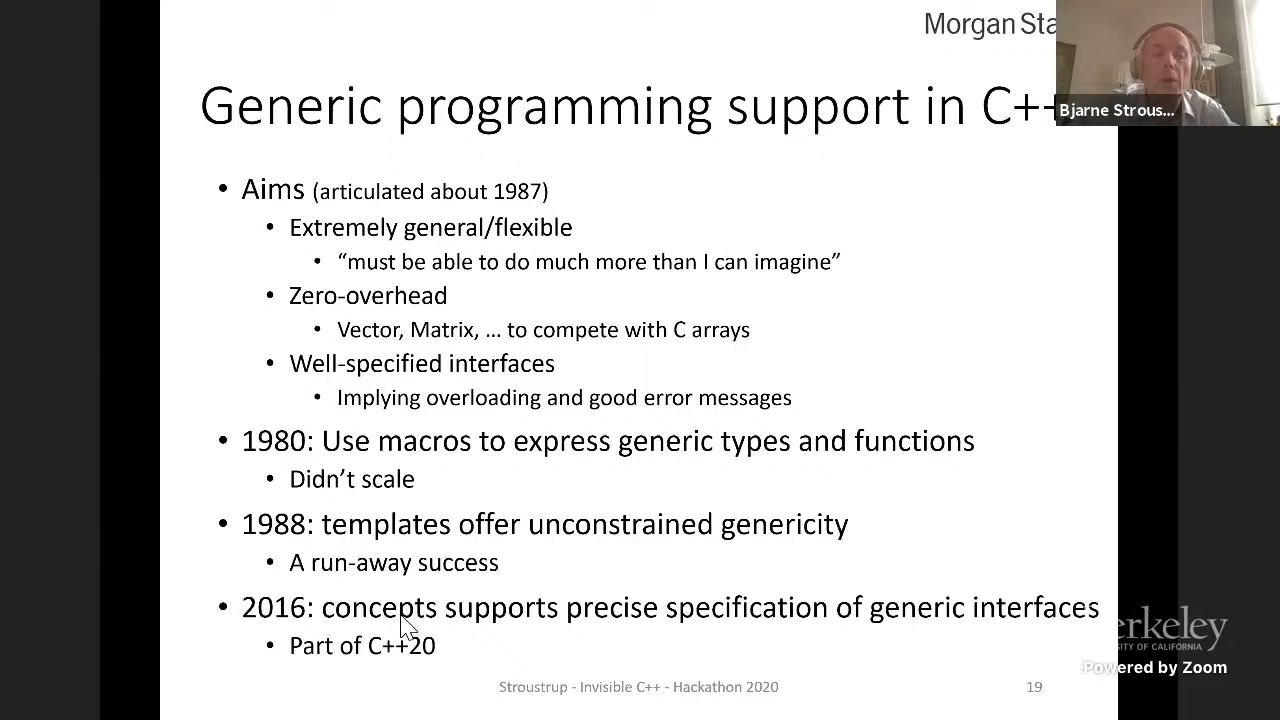 Morgan Sta
Generic programming support in C+
Bjarne Strous...
• Aims (articulated about 1987)
• Extremely general/flexible
• “must be able to do much more than I can imagine”
• Zero-overhead
• Vector, Matrix, … to compete with C arrays
• Well-specified interfaces
• Implying overloading and good error messages
• 1980: Use macros to express generic types and functions
• Didn’t scale
• 1988: templates offer unconstrained genericity
• A run-away success
• 2016: concepts supports precise specification of generic interfaces
• Part of C++20
erkeley
TY OF CALIFORNIA
Powered by Zoom
Stroustrup - Invisible C++ - Hackathon 2020
19